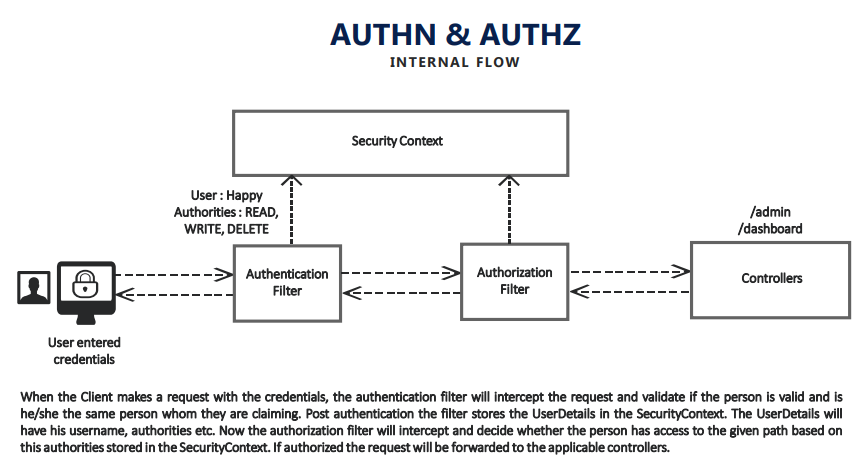 AUTHN & AUTHZ
INTERNAL FLOW
Security Context
User : Happy
Authorities : READ,
WRITE, DELETE
/admin
/dashboard
Authentication
Filter
Authorization
Filter
Controllers
User entered
credentials
When the Client makes a request with the credentials, the authentication filter will intercept the request and validate if the person is valid and is
he/she the same person whom they are claiming. Post authentication the filter stores the UserDetails in the SecurityContext. The UserDetails will
have his username, authorities etc. Now the authorization filter will intercept and decide whether the person has access to the given path based on
this authorities stored in the SecurityContext. If authorized the request will be forwarded to the applicable controllers.